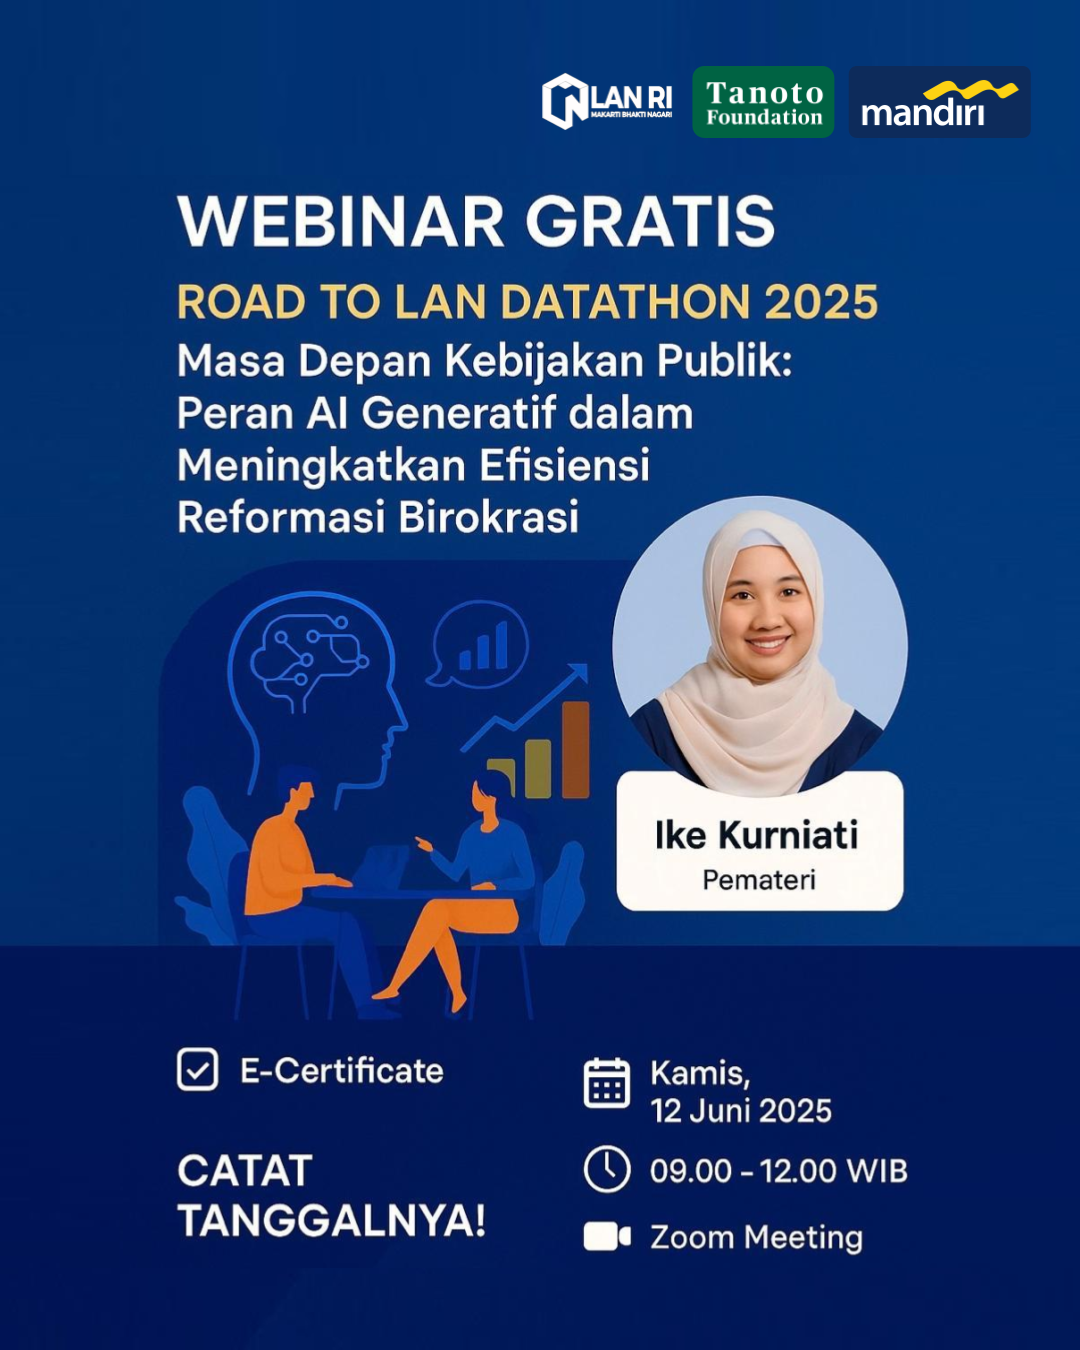 LAN RI
MAKARTI BHAKTI NAGARI
Tanoto
Foundation
mandiri
WEBINAR GRATIS
ROAD TO LAN DATATHON 2025
Masa Depan Kebijakan Publik:
Peran AI Generatif dalam
Meningkatkan Efisiensi
Reformasi Birokrasi
Ike Kurniati
Pemateri
E-Certificate
Kamis,
12 Juni 2025
CATAT
TANGGALNYA!
09.00 – 12.00 WIB
Zoom Meeting